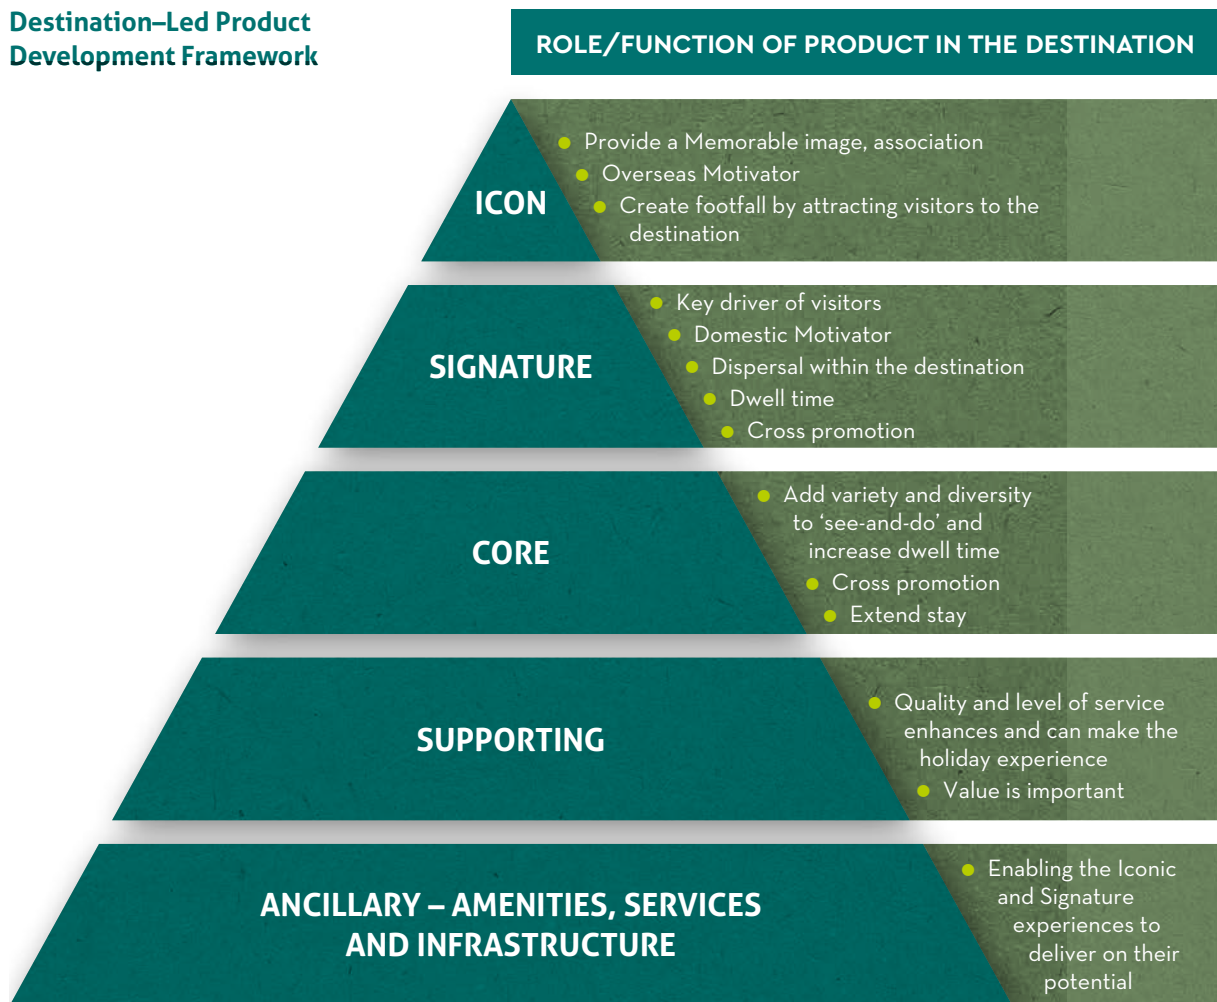 Destination–Led Product
Development Framework
ROLE/FUNCTION OF PRODUCT IN THE DESTINATION
ICON
Provide a Memorable image, association
Overseas Motivator
Create footfall by attracting visitors to the
destination
SIGNATURE
Key driver of visitors
Domestic Motivator
Dispersal within the destination
Dwell time
Cross promotion
CORE
Add variety and diversity
to ‘see-and-do’ and
increase dwell time
Cross promotion
Extend stay
SUPPORTING
Quality and level of service
enhances and can make the
holiday experience
Value is important
ANCILLARY – AMENITIES, SERVICES
AND INFRASTRUCTURE
Enabling the Iconic
and Signature
experiences to
deliver on their
potential